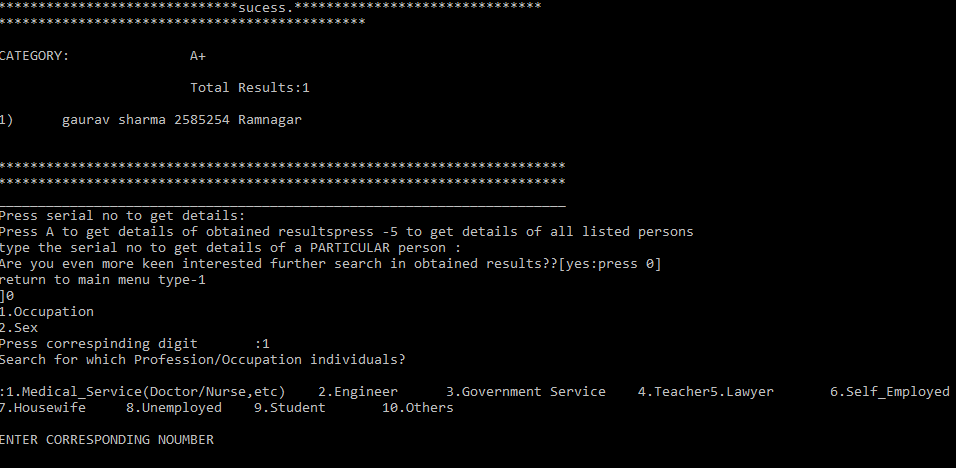 ******************************sucess.*******************************
**********************************************
CATEGORY: A+
Total Results:1
1) gaurav sharma 2585254 Ramnagar
***********************************************************************
***********************************************************************
_______________________________________________________________________
Press serial no to get details:
Press A to get details of obtained resultspress -5 to get details of all listed persons
type the serial no to get details of a PARTICULAR person :
Are you even more keen interested further search in obtained results??[yes:press 0]
return to main menu type-1
]0
1.Occupation
2.Sex
Press correspinding digit :1
Search for which Profession/Occupation individuals?
:1.Medical_Service(Doctor/Nurse,etc) 2.Engineer 3.Government Service 4.Teacher5.Lawyer 6.Self_Employed
7.Housewife 8.Unemployed 9.Student 10.Others
ENTER CORRESPONDING NOUMBER